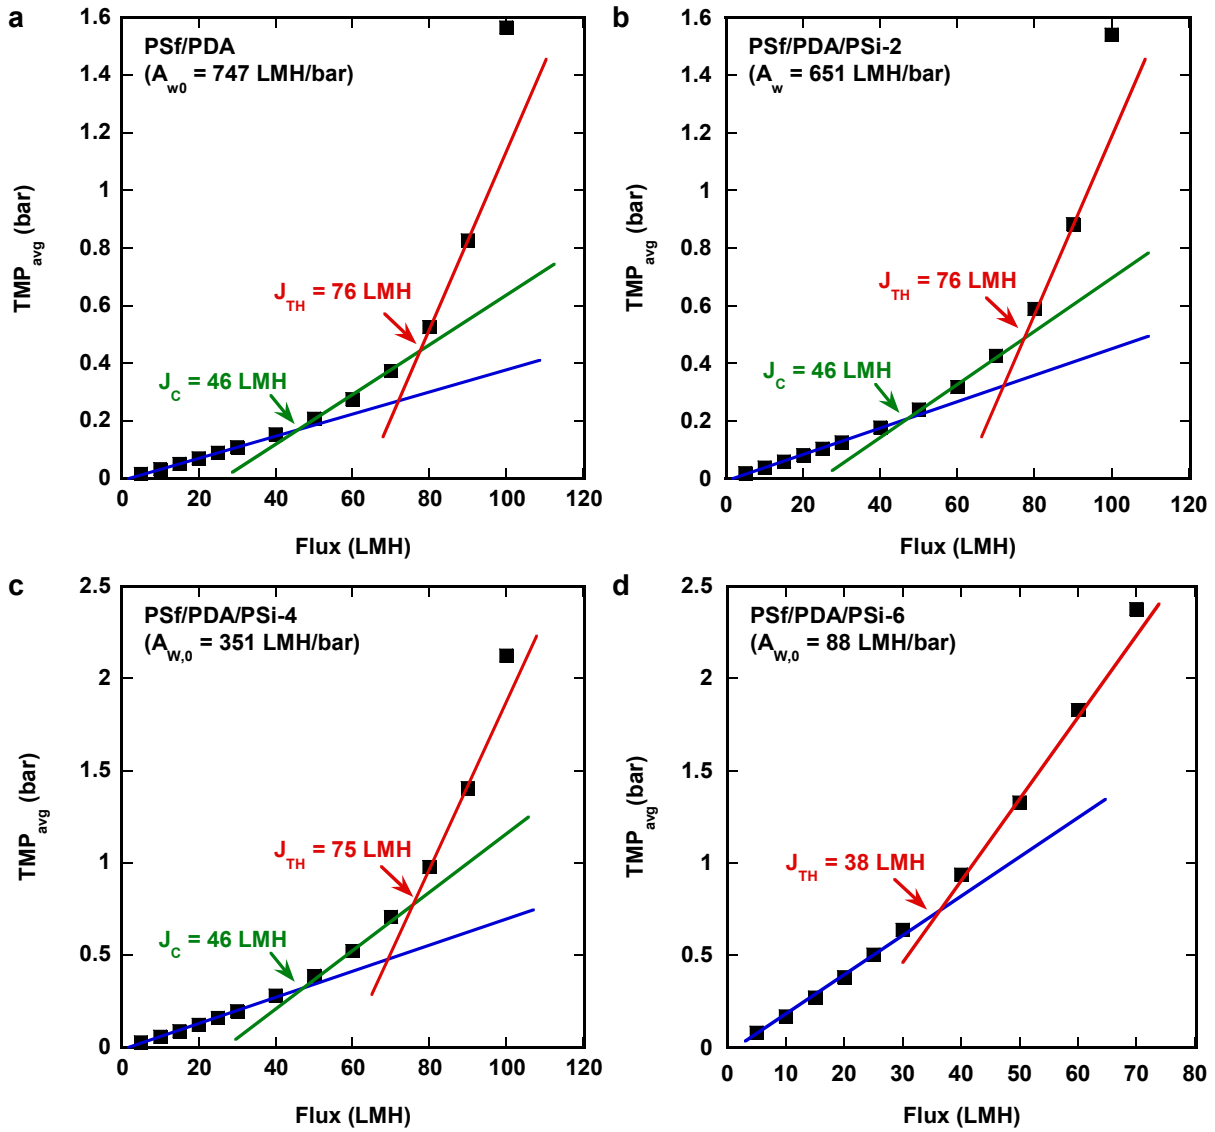 a
PSf/PDA
(Aw0 = 747 LMH/bar)
1.6
1.4
1.2
1
0.8
0.6
0.4
0.2
0
TMPavg (bar)
JTH = 76 LMH
JC = 46 LMH
0 20 40 60 80 100 120
Flux (LMH)
b
PSf/PDA/PSi-2
(Aw = 651 LMH/bar)
1.6
1.4
1.2
1
0.8
0.6
0.4
0.2
0
TMPavg (bar)
JTH = 76 LMH
JC = 46 LMH
0 20 40 60 80 100 120
Flux (LMH)
c
PSf/PDA/PSi-4
(AW,0 = 351 LMH/bar)
2.5
2
1.5
1
0.5
0
TMPavg (bar)
JTH = 75 LMH
JC = 46 LMH
0 20 40 60 80 100 120
Flux (LMH)
d
PSf/PDA/PSi-6
(AW,0 = 88 LMH/bar)
2.5
2
1.5
1
0.5
0
TMPavg (bar)
JTH = 38 LMH
0 10 20 30 40 50 60 70 80
Flux (LMH)